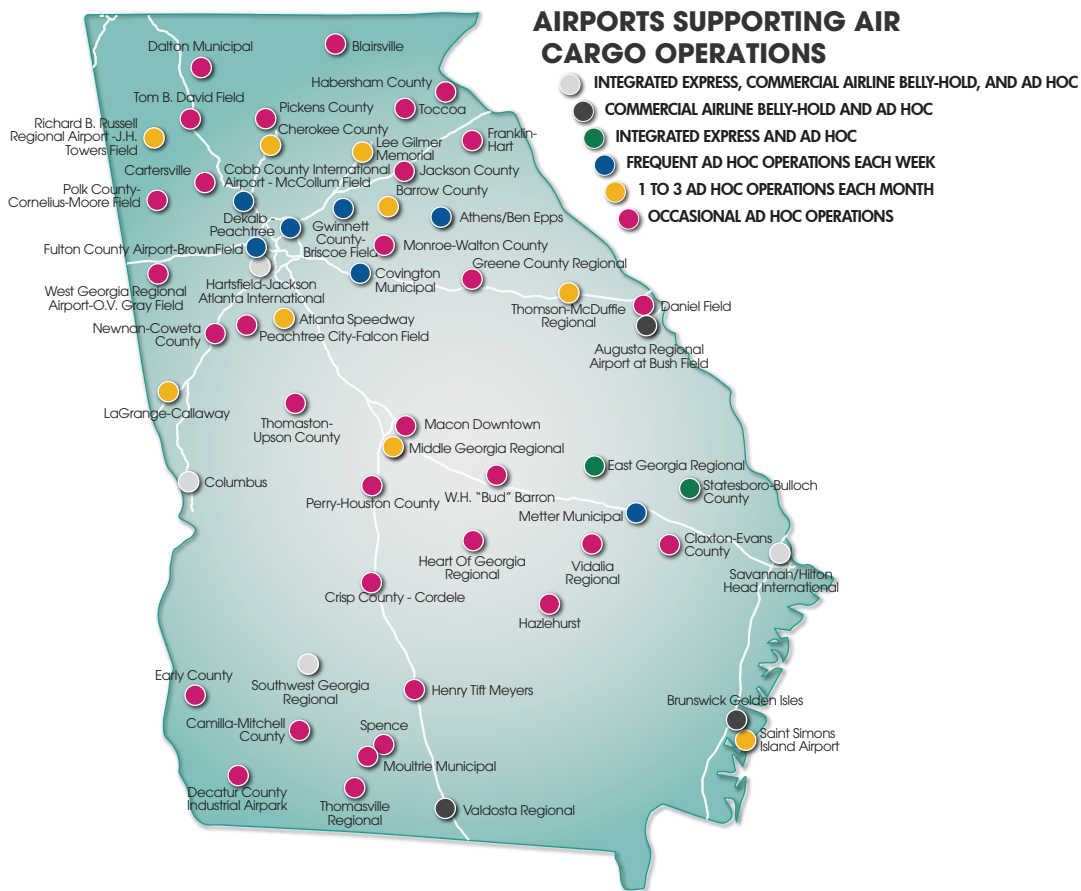 AIRPORTS SUPPORTING AIR
CARGO OPERATIONS
INTEGRATED EXPRESS, COMMERCIAL AIRLINE BELLY-HOLD, AND AD HOC
COMMERCIAL AIRLINE BELLY-HOLD AND AD HOC
INTEGRATED EXPRESS AND AD HOC
FREQUENT AD HOC OPERATIONS EACH WEEK
1 TO 3 AD HOC OPERATIONS EACH MONTH
OCCASIONAL AD HOC OPERATIONS
Dalton Municipal
Blairsville
Habersham County
Toccoa
Tom B. David Field
Pickens County
Richard B. Russell
Regional Airport -J.H.
Towers Field
Cherokee County
Lee Gilmer
Memorial
Franklin-
Hart
Cartersville
Cobb County International
Airport - McCollum Field
Jackson County
Polk County-
Cornelius-Moore Field
Barrow County
Dekalb -
Peachtree
Gwinnett
County-
Briscoe Field
Athens/Ben Epps
Fulton County Airport-BrownField
Monroe-Walton County
Hartsfield-Jackson
Atlanta International
Covington
Municipal
Greene County Regional
West Georgia Regional
Airport-O.V. Gray Field
Thomson-McDuffie
Regional
Daniel Field
Newnan-Coweta
County
Atlanta Speedway
Peachtree City-Falcon Field
Augusta Regional
Airport at Bush Field
LaGrange-Callaway
Thomaston-
Upson County
Macon Downtown
Middle Georgia Regional
Columbus
Perry-Houston County
W.H. “Bud” Barron
East Georgia Regional
Statesboro-Bulloch
County
Metter Municipal
Heart Of Georgia
Regional
Vidalia
Regional
Claxton-Evans
County
Savannah/Hilton
Head International
Crisp County - Cordele
Hazlehurst
Early County
Southwest Georgia
Regional
Henry Tift Meyers
Brunswick Golden Isles
Camilla-Mitchell
County
Spence
Saint Simons
Island Airport
Moultrie Municipal
Decatur County
Industrial Airpark
Thomasville
Regional
Valdosta Regional